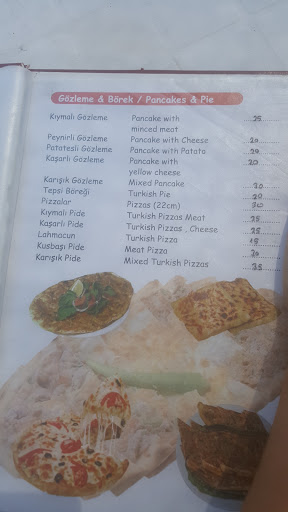 Gözleme & Börek / Pancakes & Pie
Kıymalı Gözleme Pancake with minced meat ......25
Peynirli Gözleme Pancake with Cheese ......20
Patatesli Gözleme Pancake with Patato ......20
Kaşarlı Gözleme Pancake with ......20
yellow cheese
Karışık Gözleme Mixed Pancake ......30
Tepsi Böreği Turkish Pie ......20
Pizzalar Pizzas (22cm) ......30
Kıymalı Pide Turkish Pizzas Meat ......25
Kaşarlı Pide Turkish Pizzas , Cheese ......25
Lahmacun Turkish Pizza ......15
Kusbaşı Pide Meat Pizza ......30
Karışık Pide Mixed Turkish Pizzas ......35